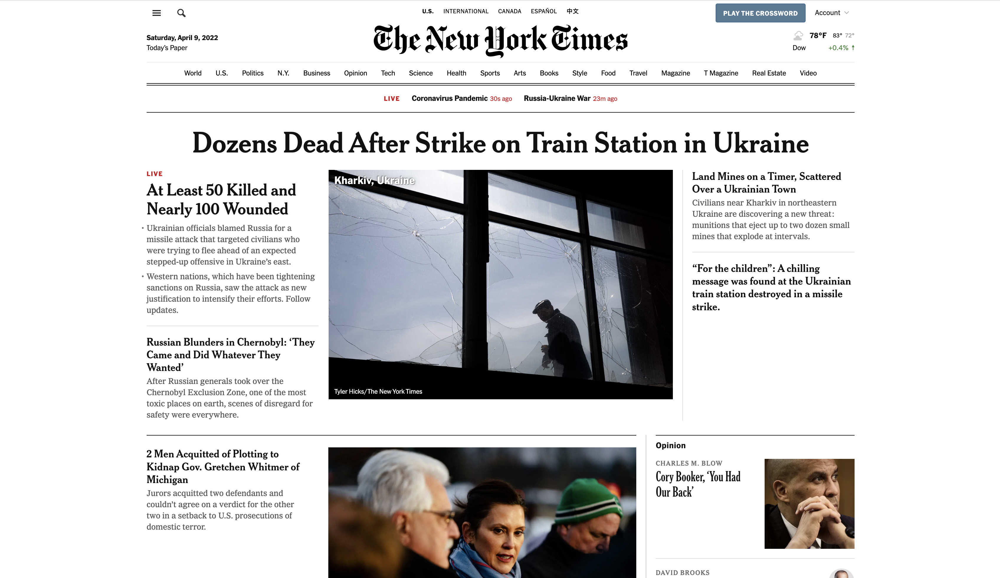 U.S. INTERNATIONAL CANADA ESPAÑOL 中文
PLAY THE CROSSWORD
Account
Saturday, April 9, 2022
Today's Paper
The New York Times
78°F 83° 72°
Dow +0.4% ↑
World U.S. Politics N.Y. Business Opinion Tech Science Health Sports Arts Books Style Food Travel Magazine T Magazine Real Estate Video
LIVE Coronavirus Pandemic 30s ago Russia-Ukraine War 23m ago
Dozens Dead After Strike on Train Station in Ukraine
LIVE
At Least 50 Killed and
Nearly 100 Wounded
• Ukrainian officials blamed Russia for a
missile attack that targeted civilians who
were trying to flee ahead of an expected
stepped-up offensive in Ukraine’s east.
• Western nations, which have been tightening
sanctions on Russia, saw the attack as new
justification to intensify their efforts. Follow
updates.
Russian Blunders in Chernobyl: ‘They
Came and Did Whatever They
Wanted’
After Russian generals took over the
Chernobyl Exclusion Zone, one of the most
toxic places on earth, scenes of disregard for
safety were everywhere.
Kharkiv, Ukraine
Tyler Hicks/The New York Times
Land Mines on a Timer, Scattered
Over a Ukrainian Town
Civilians near Kharkiv in northeastern
Ukraine are discovering a new threat:
munitions that eject up to two dozen small
mines that explode at intervals.
“For the children”: A chilling
message was found at the Ukrainian
train station destroyed in a missile
strike.
2 Men Acquitted of Plotting to
Kidnap Gov. Gretchen Whitmer of
Michigan
Jurors acquitted two defendants and
couldn’t agree on a verdict for the other
two in a setback to U.S. prosecutions of
domestic terror.
Opinion
CHARLES M. BLOW
Cory Booker, ‘You Had
Our Back’
DAVID BROOKS